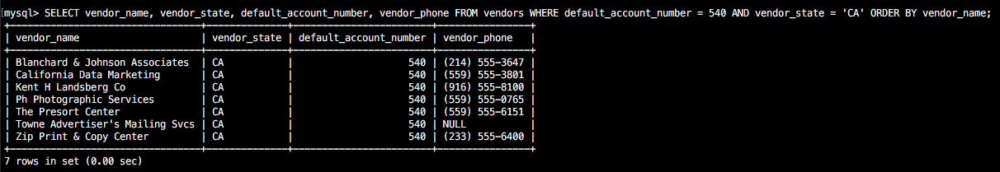 [mysql> SELECT vendor_name, vendor_state, default_account_number, vendor_phone FROM vendors WHERE default_account_number = 540 AND vendor_state = 'CA' ORDER BY vendor_name;
+-------------------------------+--------------+------------------------+----------------+
| vendor_name                   | vendor_state | default_account_number | vendor_phone   |
+-------------------------------+--------------+------------------------+----------------+
| Blanchard & Johnson Associates | CA           |                    540 | (214) 555-3647 |
| California Data Marketing     | CA           |                    540 | (559) 555-3801 |
| Kent H Landsberg Co           | CA           |                    540 | (916) 555-8100 |
| Ph Photographic Services      | CA           |                    540 | (559) 555-0765 |
| The Presort Center            | CA           |                    540 | (559) 555-6151 |
| Towne Advertiser's Mailing Svcs | CA           |                    540 | NULL           |
| Zip Print & Copy Center       | CA           |                    540 | (233) 555-6400 |
+-------------------------------+--------------+------------------------+----------------+
7 rows in set (0.00 sec)